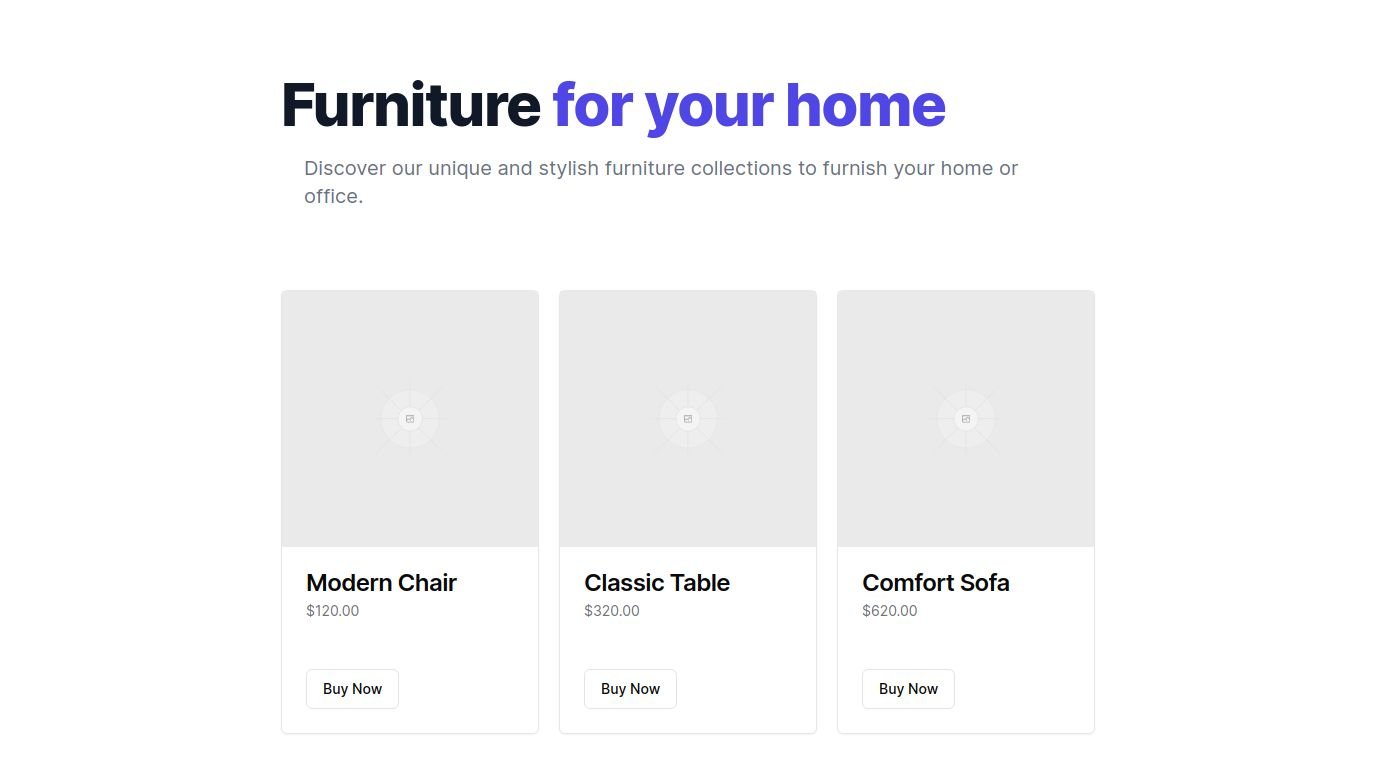 Furniture for your home
Discover our unique and stylish furniture collections to furnish your home or
office.
Modern Chair
$120.00
Buy Now
Classic Table
$320.00
Buy Now
Comfort Sofa
$620.00
Buy Now